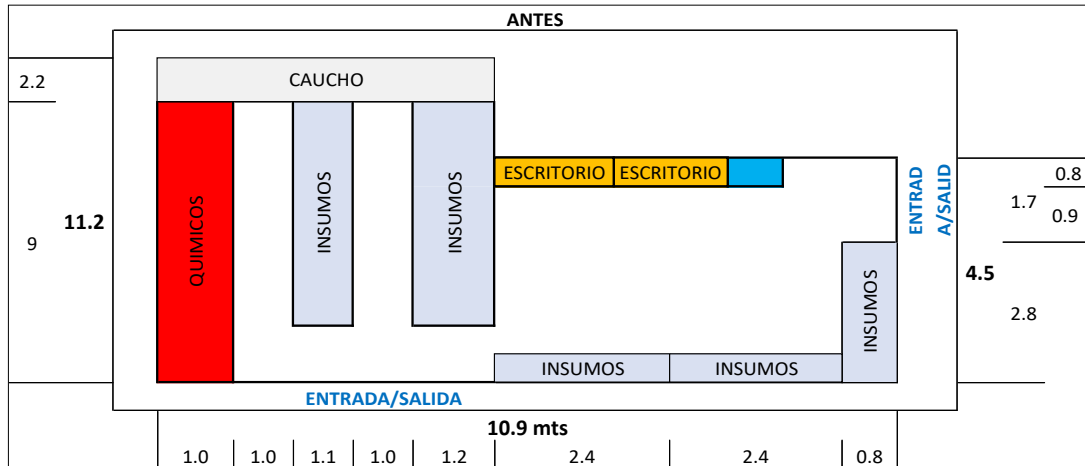 ANTES
2.2
CAUCHO
ESCRITORIO ESCRITORIO
0.8
1.7
0.9
ENTRAD
A/SALID
9
11.2
QUIMICOS
INSUMOS
INSUMOS
INSUMOS
4.5
2.8
INSUMOS INSUMOS
ENTRADA/SALIDA
10.9 mts
1.0 1.0 1.1 1.0 1.2 2.4 2.4 0.8